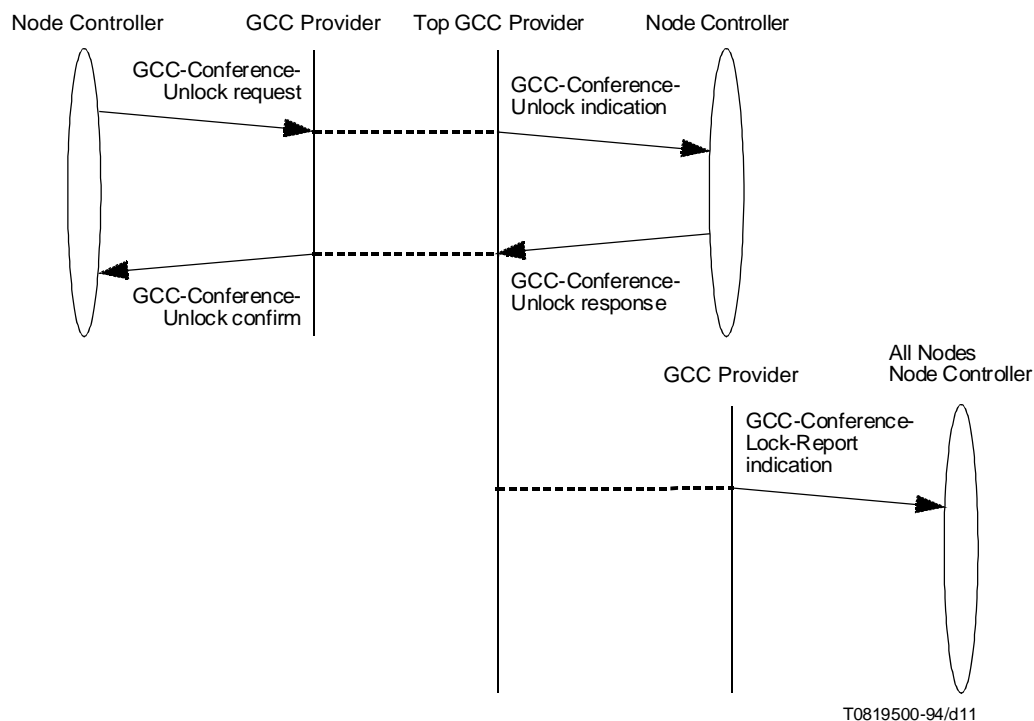 Node Controller
GCC Provider
Top GCC Provider
Node Controller
GCC-Conference-
Unlock request
GCC-Conference-
Unlock indication
GCC-Conference-
Unlock confirm
GCC-Conference-
Unlock response
GCC Provider
All Nodes
Node Controller
GCC-Conference-
Lock-Report
indication
T0819500-94/d11